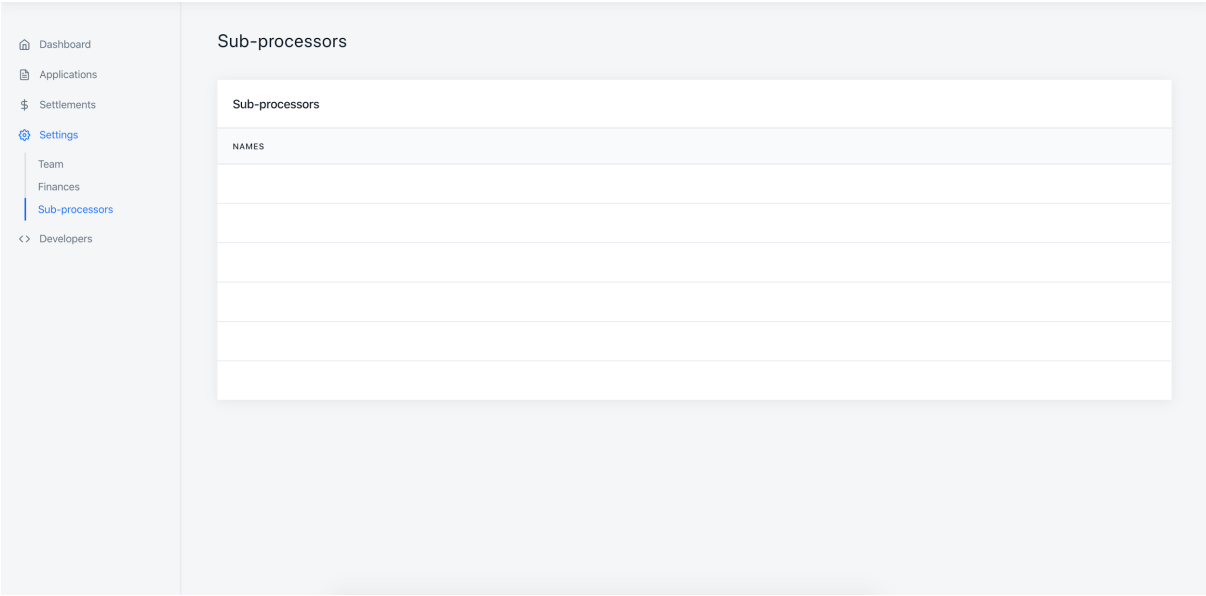 Dashboard
Applications
Settlements
Settings
Team
Finances
Sub-processors
Developers
Sub-processors
Sub-processors
NAMES